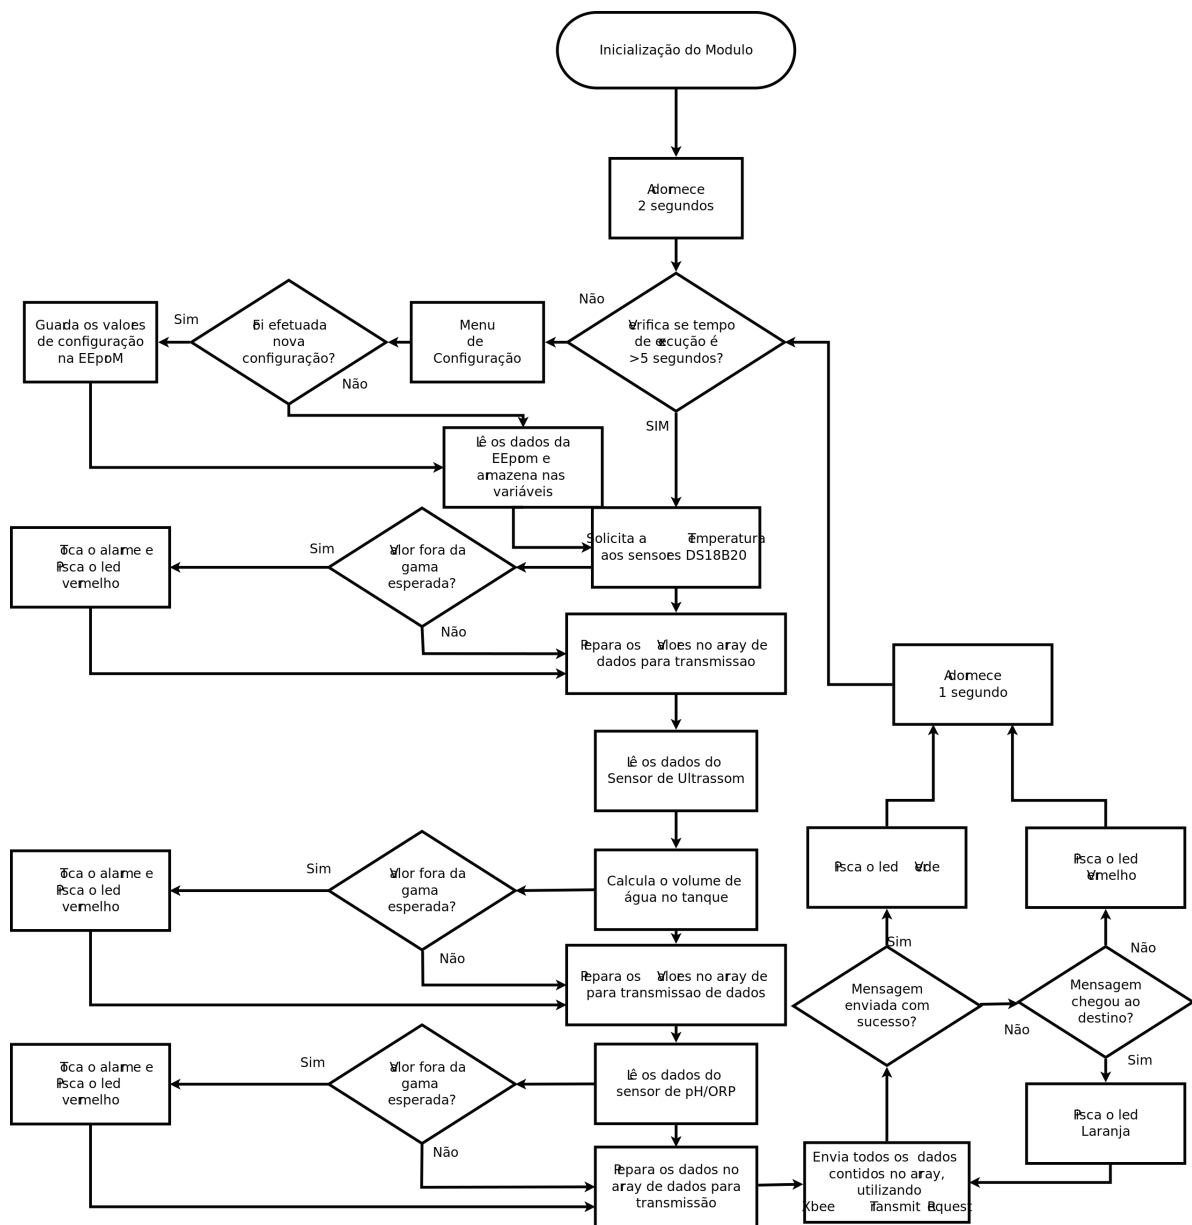 Inicialização do Modulo
Adormece
2 segundos
Não
Verifica se tempo
de execução é
>5 segundos?
SIM
Menu
de
Configuração
Foi efetuada
nova
configuração?
Sim
Não
Guarda os valores
de configuração
na EEproM
Lê os dados da
EEprom e
armazena nas
variáveis
Solicita a Temperatura
aos sensores DS18B20
Valor fora da
gama
esperada?
Sim
Não
Toca o alarme e
Pisca o led
vermelho
Prepara os Valores no array de
dados para transmissao
Lê os dados do
Sensor de Ultrassom
Calcula o volume de
água no tanque
Valor fora da
gama
esperada?
Sim
Não
Toca o alarme e
Pisca o led
vermelho
Prepara os Valores no array de
para transmissao de dados
Lê os dados do
sensor de pH/ORP
Valor fora da
gama
esperada?
Sim
Não
Toca o alarme e
Pisca o led
vermelho
Prepara os dados no
array de dados para
transmissão
Envia todos os dados
contidos no array,
utilizando
Xbee Transmit Request
Mensagem
enviada com
sucesso?
Sim
Não
Pisca o led Verde
Mensagem
chegou ao
destino?
Não
Sim
Pisca o led
Vermelho
Pisca o led
Laranja
Adormece
1 segundo